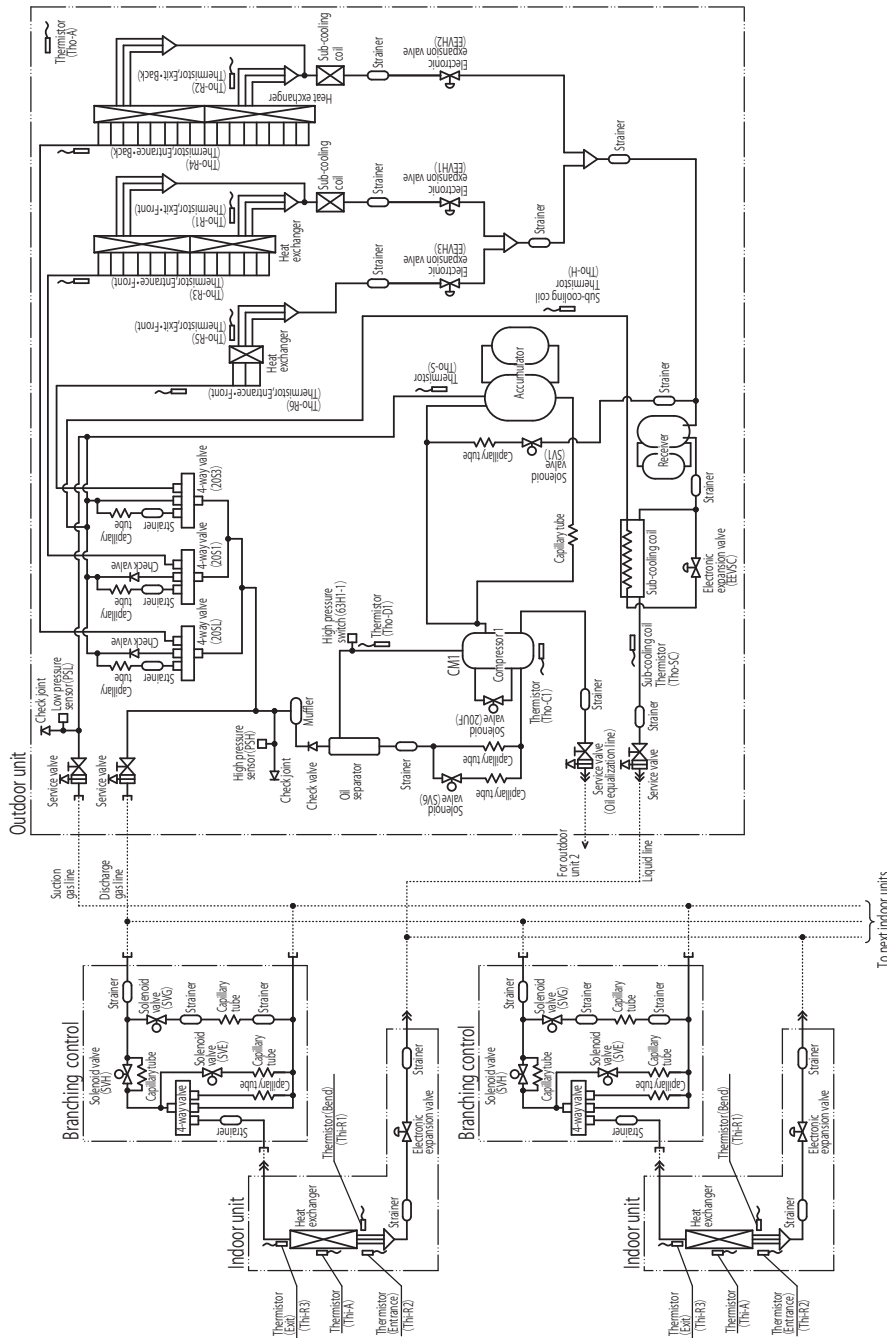 Outdoor unit
Thermistor
(Tho-A)
Sub-cooling
coil
Strainer
Electronic
expansion valve
(EEVH2)
(Tho-R2)
(Thermistor,Exit•Back)
Heat exchanger
(Tho-R4)
(Thermistor,Entrance•Back)
Strainer
Sub-cooling
coil
Strainer
Electronic
expansion valve
(EEVH1)
(Tho-R1)
(Thermistor,Exit•Front)
Heat
exchanger
(Tho-R3)
(Thermistor,Entrance•Front)
Strainer
Strainer
Electronic
expansion valve
(EEVH3)
(Tho-R5)
(Thermistor,Exit•Front)
Heat
exchanger
(Tho-R6)
(Thermistor,Entrance•Front)
Sub-cooling coil
Thermistor
(Tho-H)
Thermistor
(Tho-S)
Accumulator
Strainer
Receiver
Strainer
Capillary tube
Solenoid
valve
(SV1)
Capillary tube
Sub-cooling coil
Electronic
expansion valve
(EEVSC)
4-way valve
(20S3)
Capillary
tube
Strainer
4-way valve
(20S1)
Check valve
Capillary
tube
Strainer
4-way valve
(20SL)
Check valve
Capillary
tube
Strainer
High pressure
switch(63H1-1)
Thermistor
(Tho-D1)
CM1
Compressor1
Solenoid
valve (20UF)
Thermistor
(Tho-C1)
Sub-cooling coil
Thermistor
(Tho-SC)
Check joint
Low pressure
sensor(PSL)
Service valve
Service valve
High pressure
sensor(PSH)
Check joint
Muffler
Check valve
Oil
separator
Strainer
Capillary tube
Solenoid
valve(SV6)
Capillary tube
Strainer
Service valve
(Oil equalization line)
Strainer
Service valve
Suction
gas line
Discharge
gas line
For outdoor
unit 2
Liquid line
To next indoor units
Branching control
Strainer
Solenoid
valve
(SVG)
Strainer
Capillary
tube
Strainer
Solenoid valve
(SVH)
Capillary tube
Solenoid
valve
(SVE)
Capillary
tube
Capillary tube
4-way valve
Strainer
Indoor unit
Thermistor(Bend)
(Thi-R1)
Heat
exchanger
Strainer
Electronic
expansion valve
Strainer
Thermistor
(Exit)
(Thi-R3)
Thermistor
(Thi-A)
Thermistor
(Entrance)
(Thi-R2)
Branching control
Strainer
Solenoid
valve
(SVG)
Strainer
Capillary
tube
Strainer
Solenoid valve
(SVH)
Capillary tube
Solenoid
valve
(SVE)
Capillary
tube
Capillary tube
4-way valve
Strainer
Indoor unit
Thermistor(Bend)
(Thi-R1)
Heat
exchanger
Strainer
Electronic
expansion valve
Strainer
Thermistor
(Exit)
(Thi-R3)
Thermistor
(Thi-A)
Thermistor
(Entrance)
(Thi-R2)